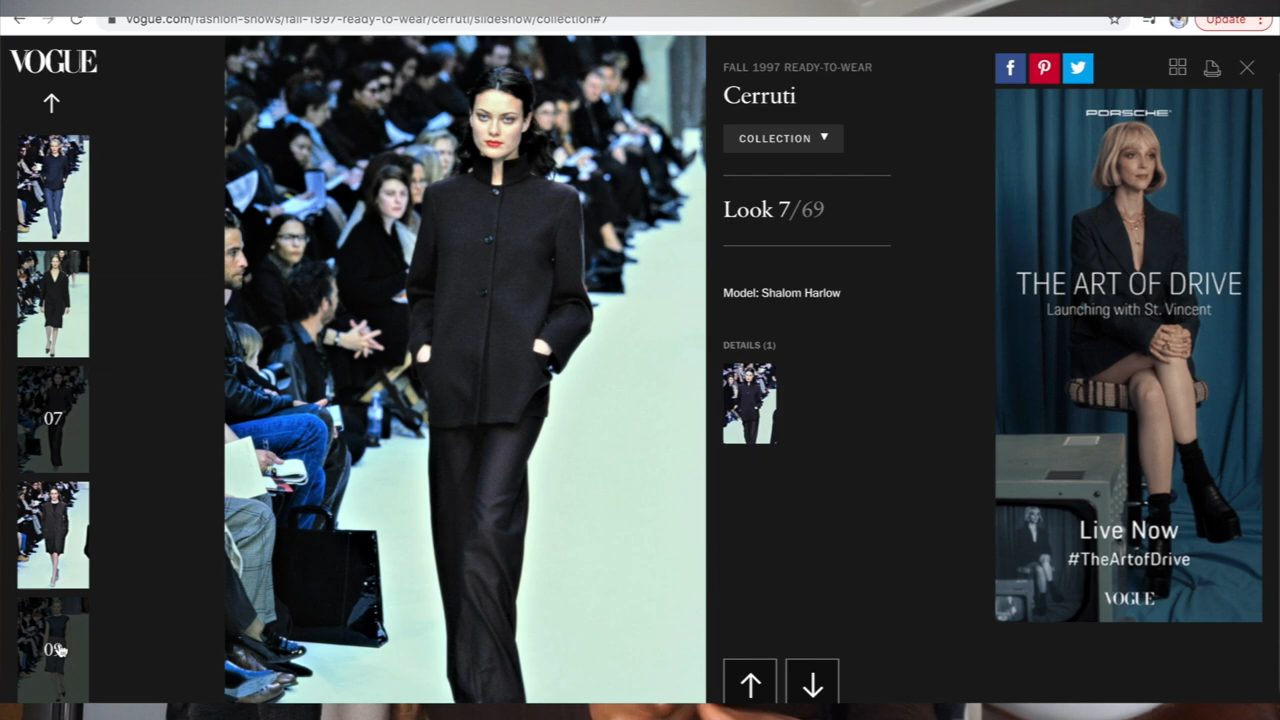 vogue.com/fashion-shows/fall-1997-ready-to-wear/cerruti/slideshow/collection#7
Update
VOGUE
07
09
FALL 1997 READY-TO-WEAR
Cerruti
COLLECTION
Look 7/69
Model: Shalom Harlow
DETAILS (1)
PORSCHE
THE ART OF DRIVE
Launching with St. Vincent
Live Now
#TheArtofDrive
VOGUE